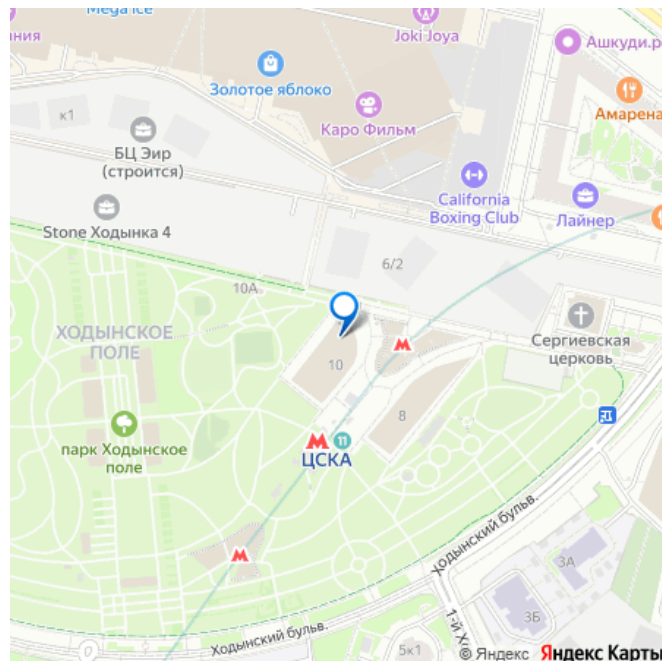 Mega Ice
ания
Joki Joya
Ашкуди.р
Золотое яблоко
Каро Фильм
Амарена
к1
БЦ Эир
(строится)
California
Boxing Club
Лайнер
Stone Ходынка 4
6/2
10А
ХОДЫНСКОЕ
ПОЛЕ
Сергиевская
церковь
10
8
парк Ходынское
поле
М
М 11
ЦСКА
М
Ходынский бульв.
3А
3Б
1-й Х
Ходынский бульв.
5к1
© Яндекс Яндекс Карты